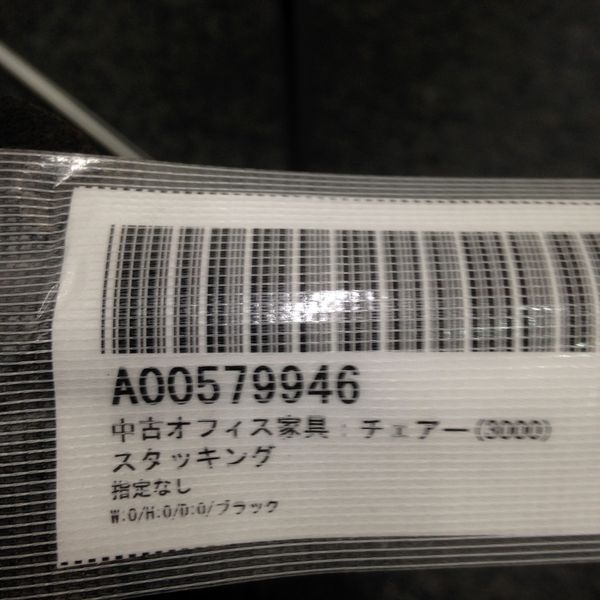 A00579946
中古オフィス家具：チェアー(3000)
スタッキング
指定なし
W:0/H:0/D:0/ブラック